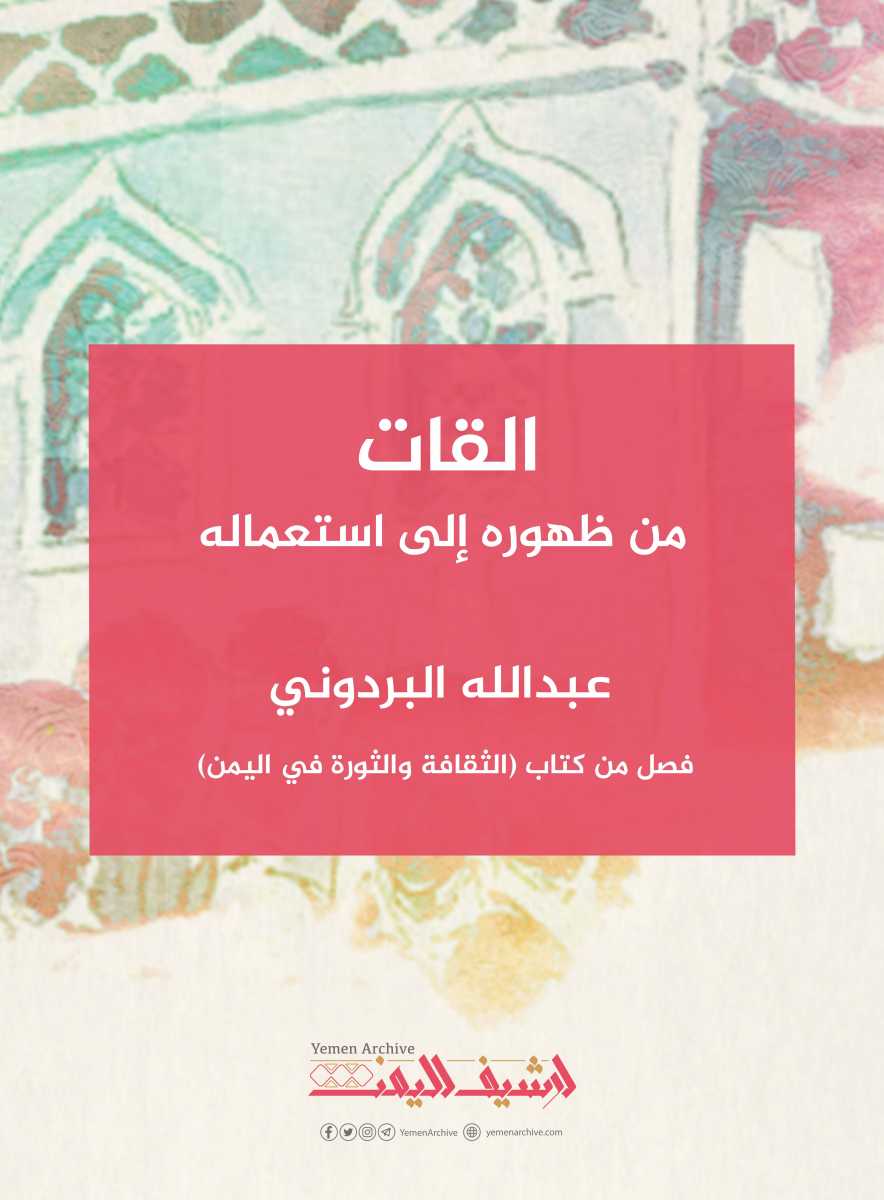 القات
من ظهوره إلى استعماله
عبدالله البردوني
فصل من كتاب (الثقافة والثورة في اليمن)
Yemen Archive
ارشيف اليمن
YemenArchive yemenarchive.com